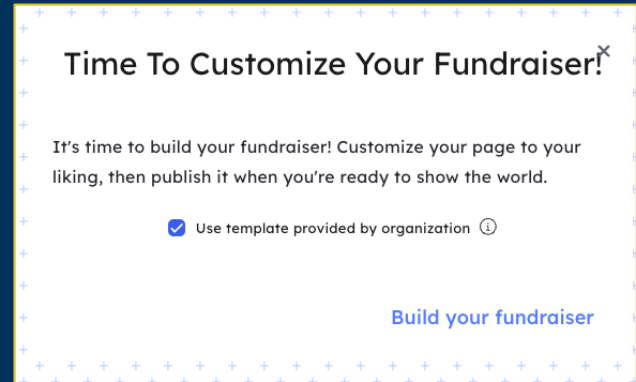 Time To Customize Your Fundraiser!
It's time to build your fundraiser! Customize your page to your
liking, then publish it when you're ready to show the world.
Use template provided by organization
Build your fundraiser